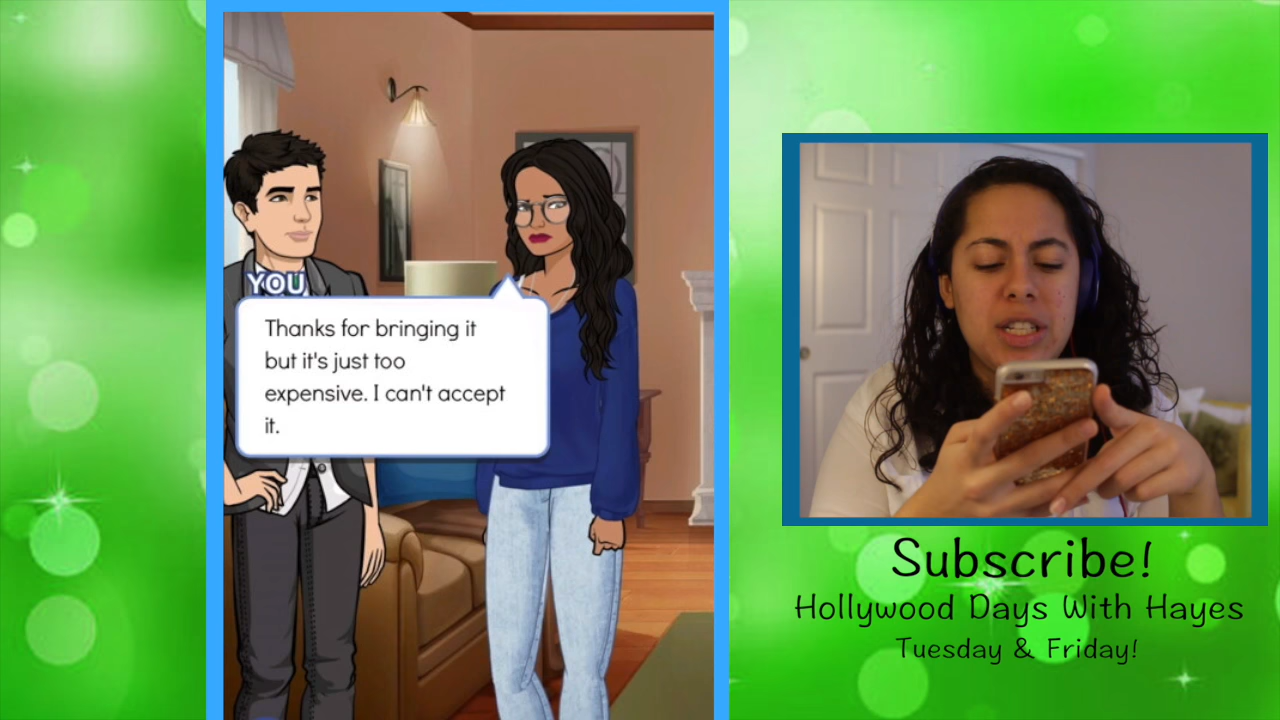 YOU
Thanks for bringing it
but it's just too
expensive. I can't accept
it.
Subscribe!
Hollywood Days With Hayes
Tuesday & Friday!